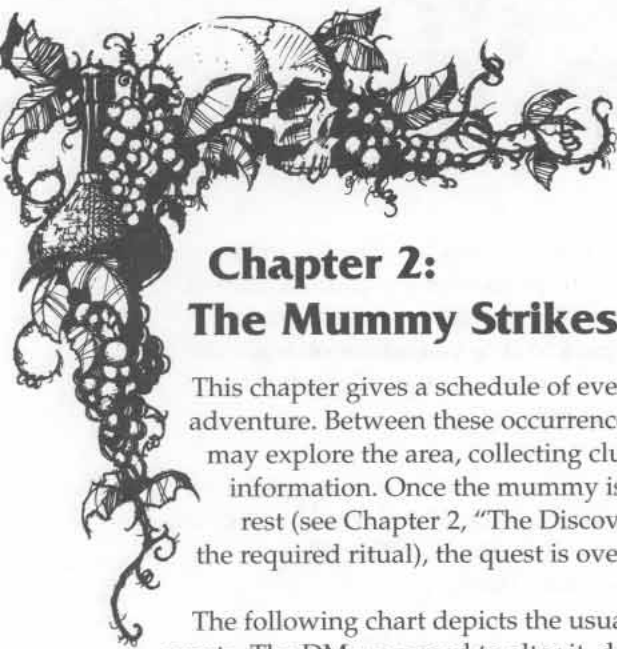 Chapter 2:
The Mummy Strikes
This chapter gives a schedule of eve
adventure. Between these occurrenc
may explore the area, collecting clu
information. Once the mummy is
rest (see Chapter 2, "The Discov
the required ritual), the quest is ove
The following chart depicts the usua